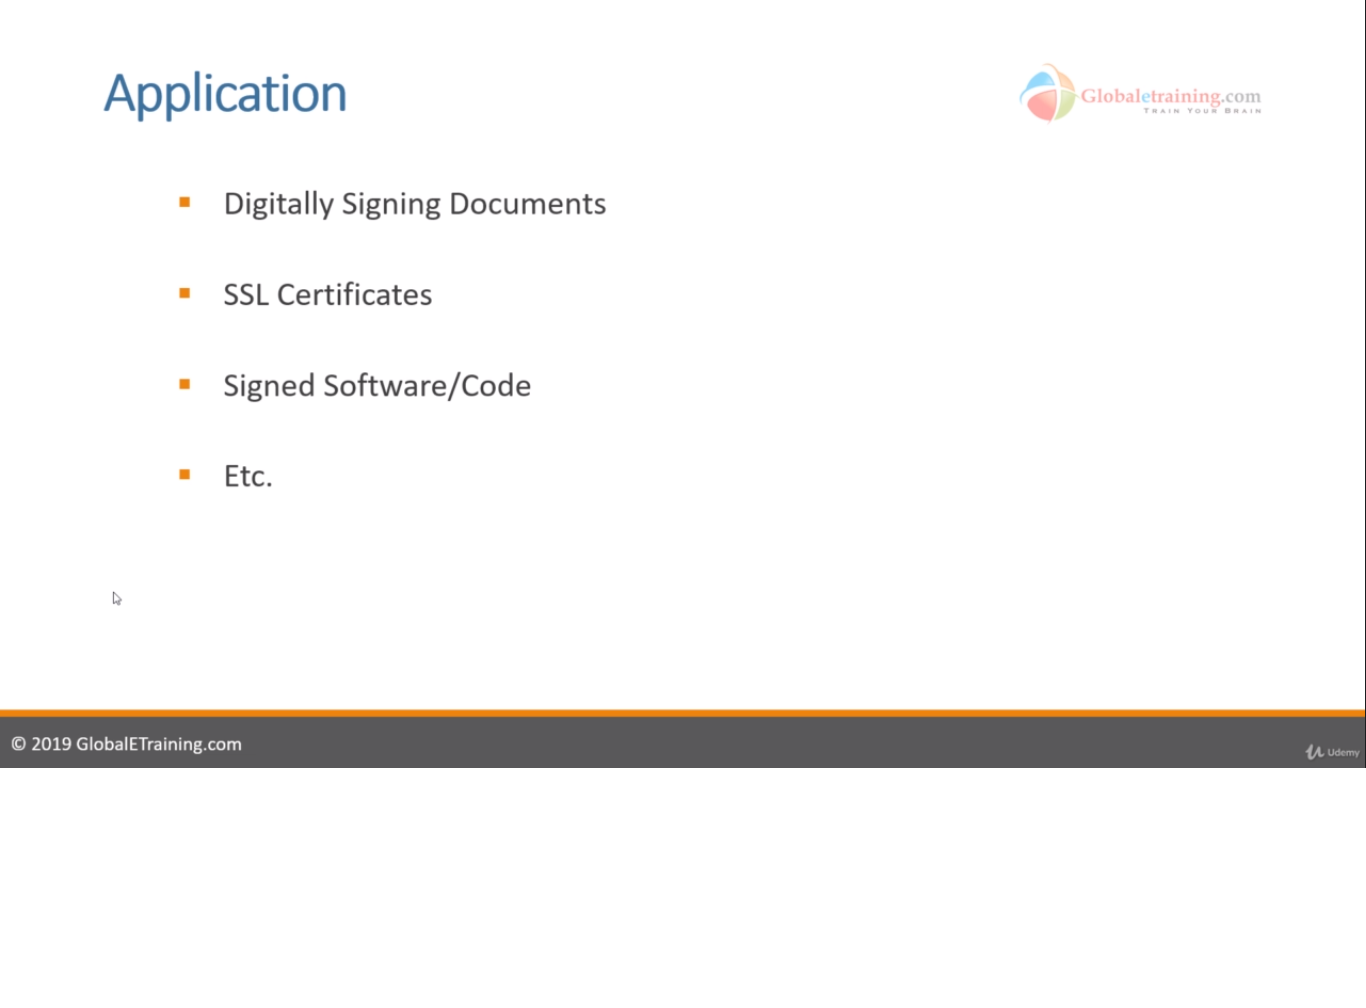 Application
Globaletraining.com
TRAIN YOUR BRAIN
Digitally Signing Documents
SSL Certificates
Signed Software/Code
Etc.
© 2019 GlobalETraining.com
Udemy